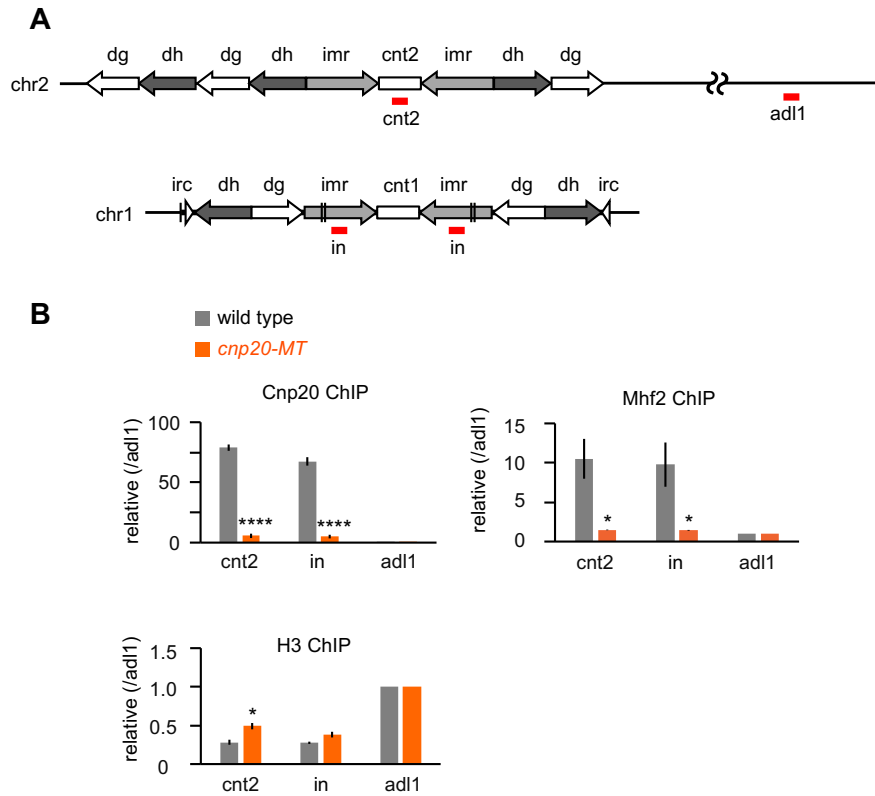 A
dg dh dg dh imr cnt2 imr dh dg
chr2
cnt2
adl1
irc dh dg imr cnt1 imr dg dh irc
chr1
in in
B
wild type
cnp20-MT
Cnp20 ChIP
relative (/adl1)
100
50
0
**** ****
cnt2 in adl1
Mhf2 ChIP
relative (/adl1)
15
10
5
0
* *
cnt2 in adl1
H3 ChIP
relative (/adl1)
1.5
1.0
0.5
0
*
cnt2 in adl1